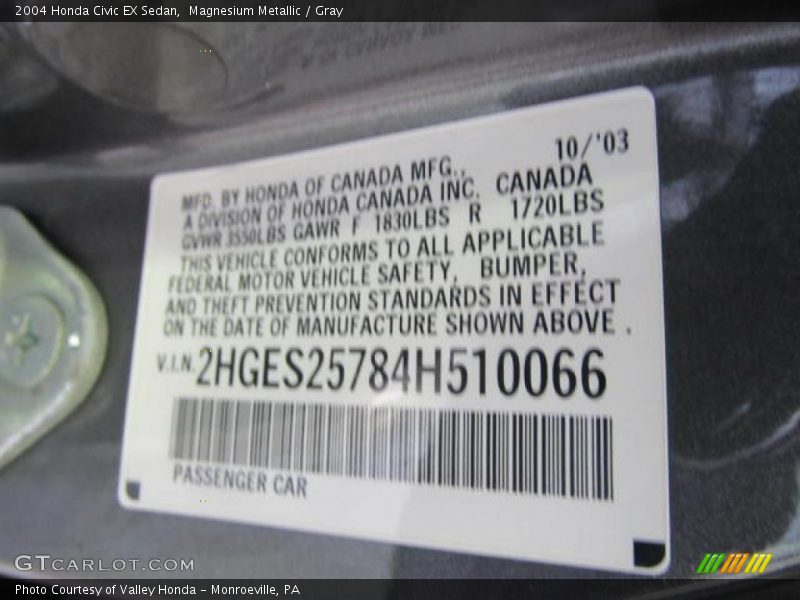 2004 Honda Civic EX Sedan,  Magnesium Metallic / Gray
10/'03
MFD. BY HONDA OF CANADA MFG.,
A DIVISION OF HONDA CANADA INC. CANADA
GVWR 3550LBS GAWR F 1830LBS R 1720LBS
THIS VEHICLE CONFORMS TO ALL APPLICABLE
FEDERAL MOTOR VEHICLE SAFETY, BUMPER,
AND THEFT PREVENTION STANDARDS IN EFFECT
ON THE DATE OF MANUFACTURE SHOWN ABOVE.
V.I.N. 2HGES25784H510066
PASSENGER CAR
GTCARLOT.COM
Photo Courtesy of Valley Honda - Monroeville, PA